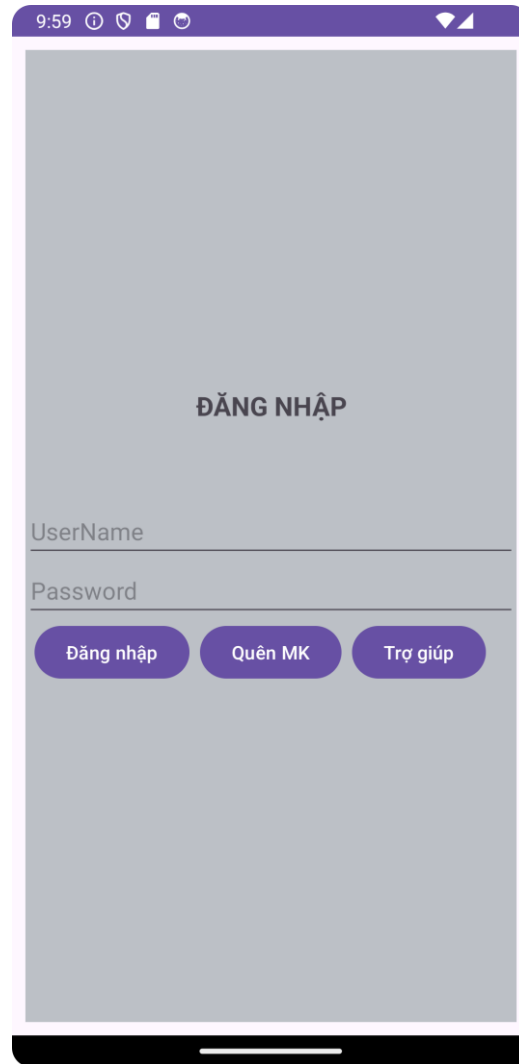 9:59
ĐĂNG NHẬP
UserName
Password
Đăng nhập Quên MK Trợ giúp